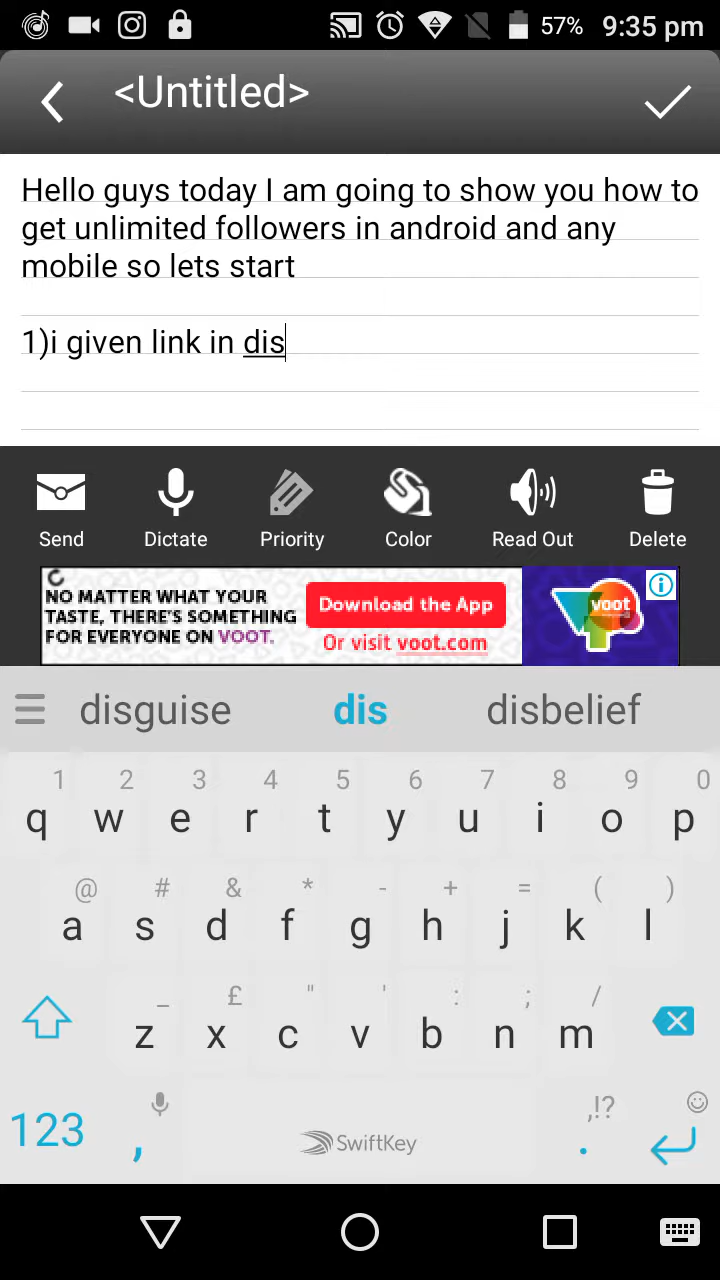 57% 9:35 pm
<Untitled>
Hello guys today I am going to show you how to
get unlimited followers in android and any
mobile so lets start
1)i given link in dis
Send Dictate Priority Color Read Out Delete
NO MATTER WHAT YOUR
TASTE, THERE'S SOMETHING
FOR EVERYONE ON VOOT.
Download the App
Or visit voot.com
voot
disguise dis disbelief
1 2 3 4 5 6 7 8 9 0
q w e r t y u i o p
@ # & * - + = ( )
a s d f g h j k l
_ £ " ' : ; /
z x c v b n m
123 , SwiftKey . ,!?